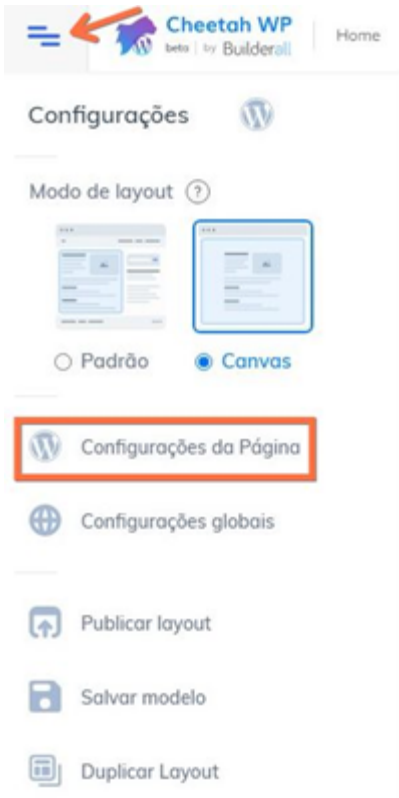 Cheetah WP
beta | by Builderall
Home
Configurações
Modo de layout ?
Padrão
Canvas
Configurações da Página
Configurações globais
Publicar layout
Salvar modelo
Duplicar Layout